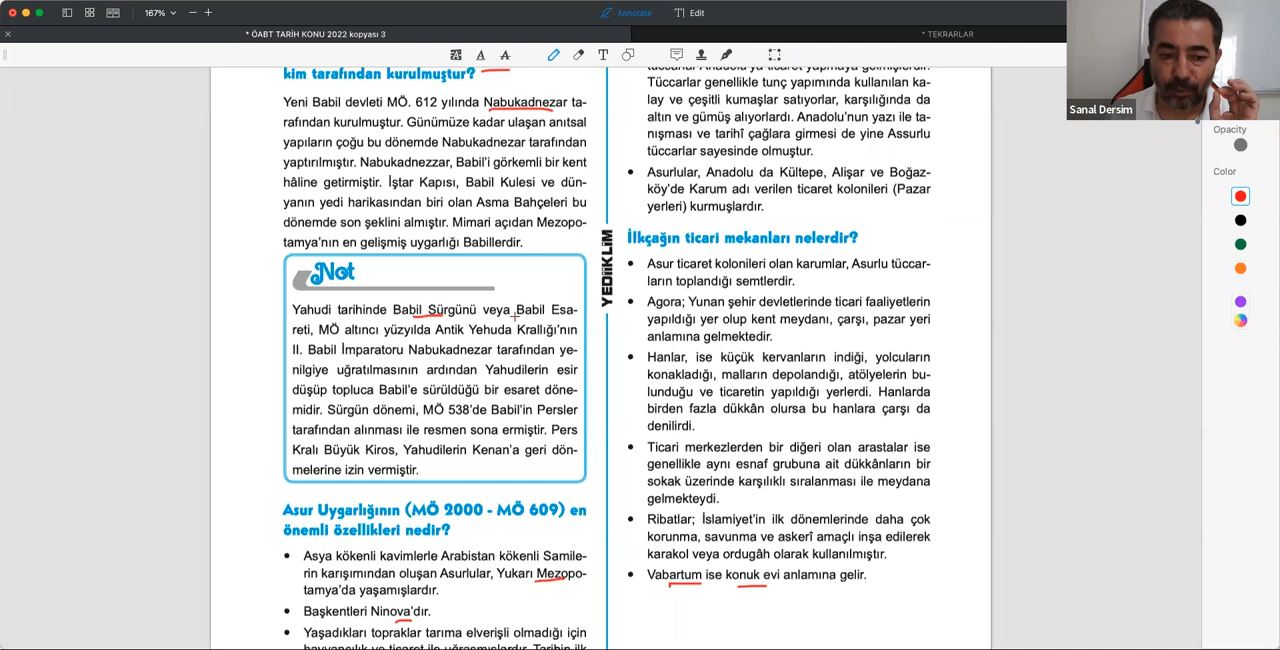 167%
Annotate
Edit
* ÖABT TARİH KONU 2022 kopyası 3
* TEKRARLAR
Sanal Dersim
Opacity
Color
kim tarafından kurulmuştur?
Yeni Babil devleti MÖ. 612 yılında Nabukadnezar ta-
rafından kurulmuştur. Günümüze kadar ulaşan anıtsal
yapıların çoğu bu dönemde Nabukadnezar tarafından
yaptırılmıştır. Nabukadnezzar, Babil’i görkemli bir kent
hâline getirmiştir. İştar Kapısı, Babil Kulesi ve dün-
yanın yedi harikasından biri olan Asma Bahçeleri bu
dönemde son şeklini almıştır. Mimari açıdan Mezopo-
tamya’nın en gelişmiş uygarlığı Babillerdir.
Not
Yahudi tarihinde Babil Sürgünü veya Babil Esa-
reti, MÖ altıncı yüzyılda Antik Yehuda Krallığı’nın
II. Babil İmparatoru Nabukadnezar tarafından ye-
nilgiye uğratılmasının ardından Yahudilerin esir
düşüp topluca Babil’e sürüldüğü bir esaret döne-
midir. Sürgün dönemi, MÖ 538’de Babil’in Persler
tarafından alınması ile resmen sona ermiştir. Pers
Kralı Büyük Kiros, Yahudilerin Kenan’a geri dön-
melerine izin vermiştir.
Asur Uygarlığının (MÖ 2000 - MÖ 609) en
önemli özellikleri nedir?
• Asya kökenli kavimlerle Arabistan kökenli Samile-
rin karışımından oluşan Asurlular, Yukarı Mezopo-
tamya’da yaşamışlardır.
• Başkentleri Ninova’dır.
• Yaşadıkları topraklar tarıma elverişli olmadığı için
hayvancılık ve ticaret ile uğraşmışlardır. Tarihin ilk
YEDİİKLİM
tüccarlar Anadolu’ya ticaret yapmaya gelmişlerdir.
Tüccarlar genellikle tunç yapımında kullanılan ka-
lay ve çeşitli kumaşlar satıyorlar, karşılığında da
altın ve gümüş alıyorlardı. Anadolu’nun yazı ile ta-
nışması ve tarihî çağlara girmesi de yine Assurlu
tüccarlar sayesinde olmuştur.
• Asurlular, Anadolu da Kültepe, Alişar ve Boğaz-
köy’de Karum adı verilen ticaret kolonileri (Pazar
yerleri) kurmuşlardır.
İlkçağın ticari mekanları nelerdir?
• Asur ticaret kolonileri olan karumlar, Asurlu tüccar-
ların toplandığı semtlerdir.
• Agora; Yunan şehir devletlerinde ticari faaliyetlerin
yapıldığı yer olup kent meydanı, çarşı, pazar yeri
anlamına gelmektedir.
• Hanlar, ise küçük kervanların indiği, yolcuların
konakladığı, malların depolandığı, atölyelerin bu-
lunduğu ve ticaretin yapıldığı yerlerdi. Hanlarda
birden fazla dükkân olursa bu hanlara çarşı da
denilirdi.
• Ticari merkezlerden bir diğeri olan arastalar ise
genellikle aynı esnaf grubuna ait dükkânların bir
sokak üzerinde karşılıklı sıralanması ile meydana
gelmekteydi.
• Ribatlar; İslamiyet’in ilk dönemlerinde daha çok
korunma, savunma ve askerî amaçlı inşa edilerek
karakol veya ordugâh olarak kullanılmıştır.
• Vabartum ise konuk evi anlamına gelir.